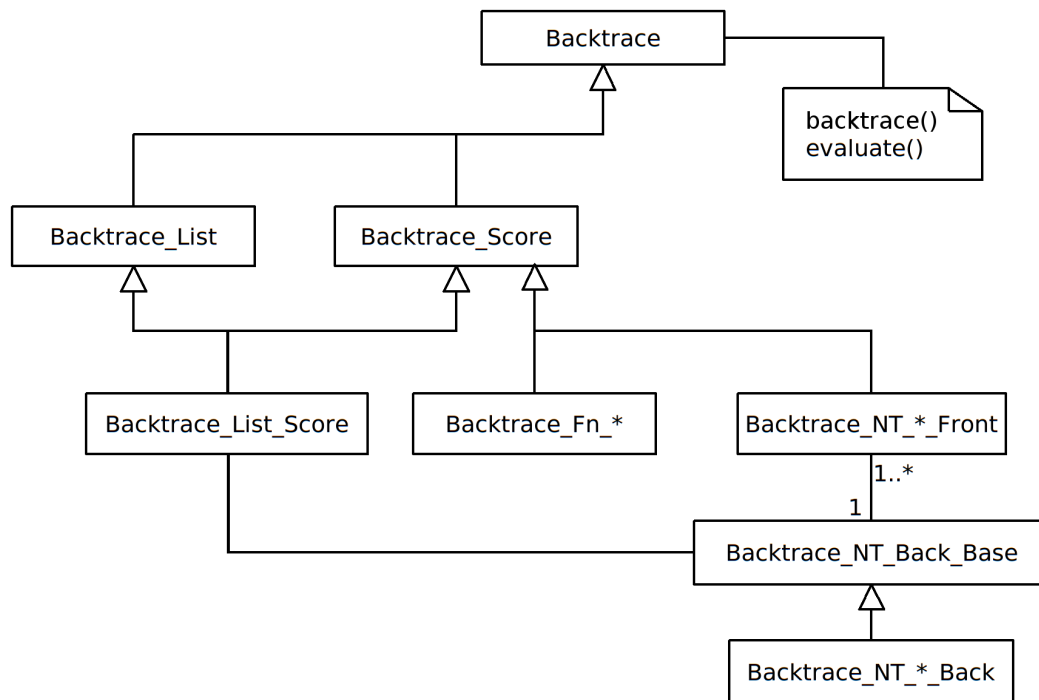 Backtrace
backtrace()
evaluate()
Backtrace_List
Backtrace_Score
Backtrace_List_Score
Backtrace_Fn_*
Backtrace_NT_*_Front
1..*
1
Backtrace_NT_Back_Base
Backtrace_NT_*_Back